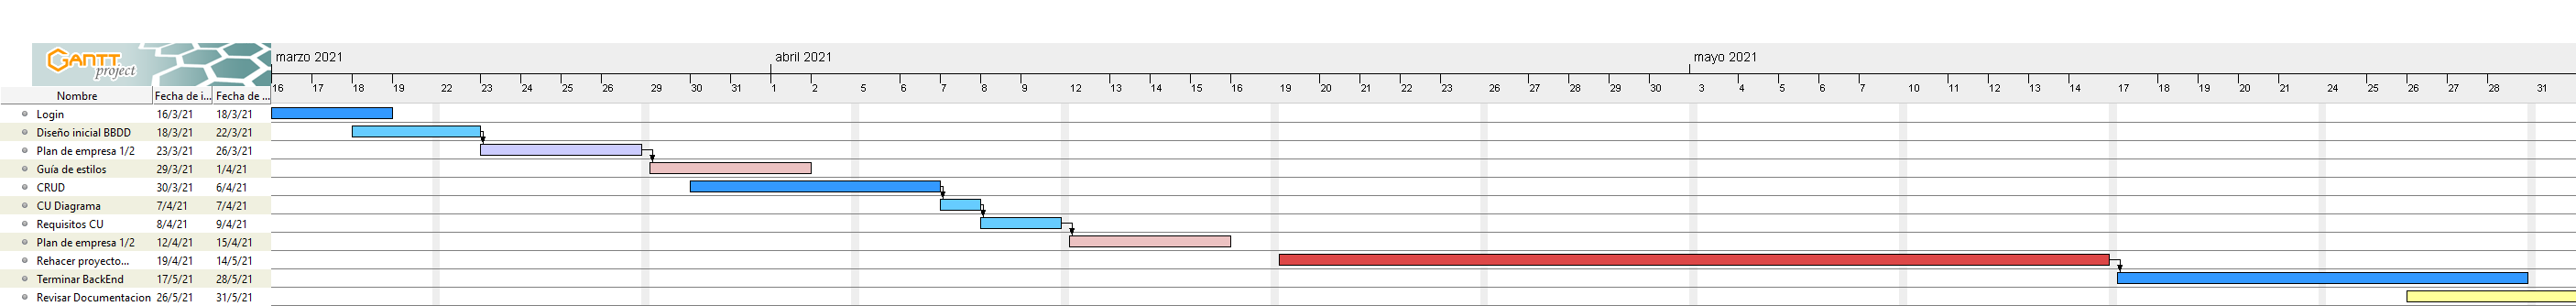 GANTT
project
marzo 2021 abril 2021 mayo 2021
16 17 18 19 22 23 24 25 26 29 30 31 1 2 5 6 7 8 9 12 13 14 15 16 19 20 21 22 23 26 27 28 29 30 3 4 5 6 7 10 11 12 13 14 17 18 19 20 21 24 25 26 27 28 31
Nombre Fecha de i... Fecha de ...
Login 16/3/21 18/3/21
Diseño inicial BBDD 18/3/21 22/3/21
Plan de empresa 1/2 23/3/21 26/3/21
Guía de estilos 29/3/21 1/4/21
CRUD 30/3/21 6/4/21
CU Diagrama 7/4/21 7/4/21
Requisitos CU 8/4/21 9/4/21
Plan de empresa 1/2 12/4/21 15/4/21
Rehacer proyecto... 19/4/21 14/5/21
Terminar BackEnd 17/5/21 28/5/21
Revisar Documentacion 26/5/21 31/5/21